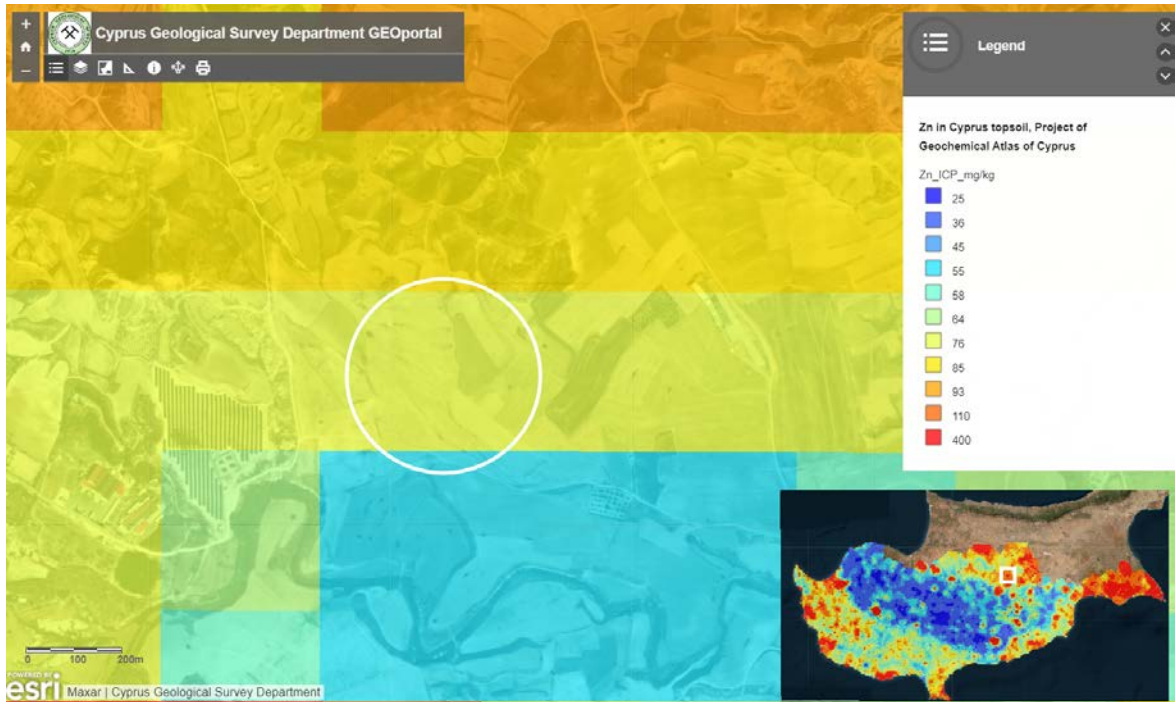 +
Cyprus Geological Survey Department GEOportal
−
Legend
Zn in Cyprus topsoil, Project of
Geochemical Atlas of Cyprus
Zn_ICP_mg/kg
25
36
45
55
58
64
76
85
93
110
400
0 100 200m
POWERED BY
esri
Maxar | Cyprus Geological Survey Department